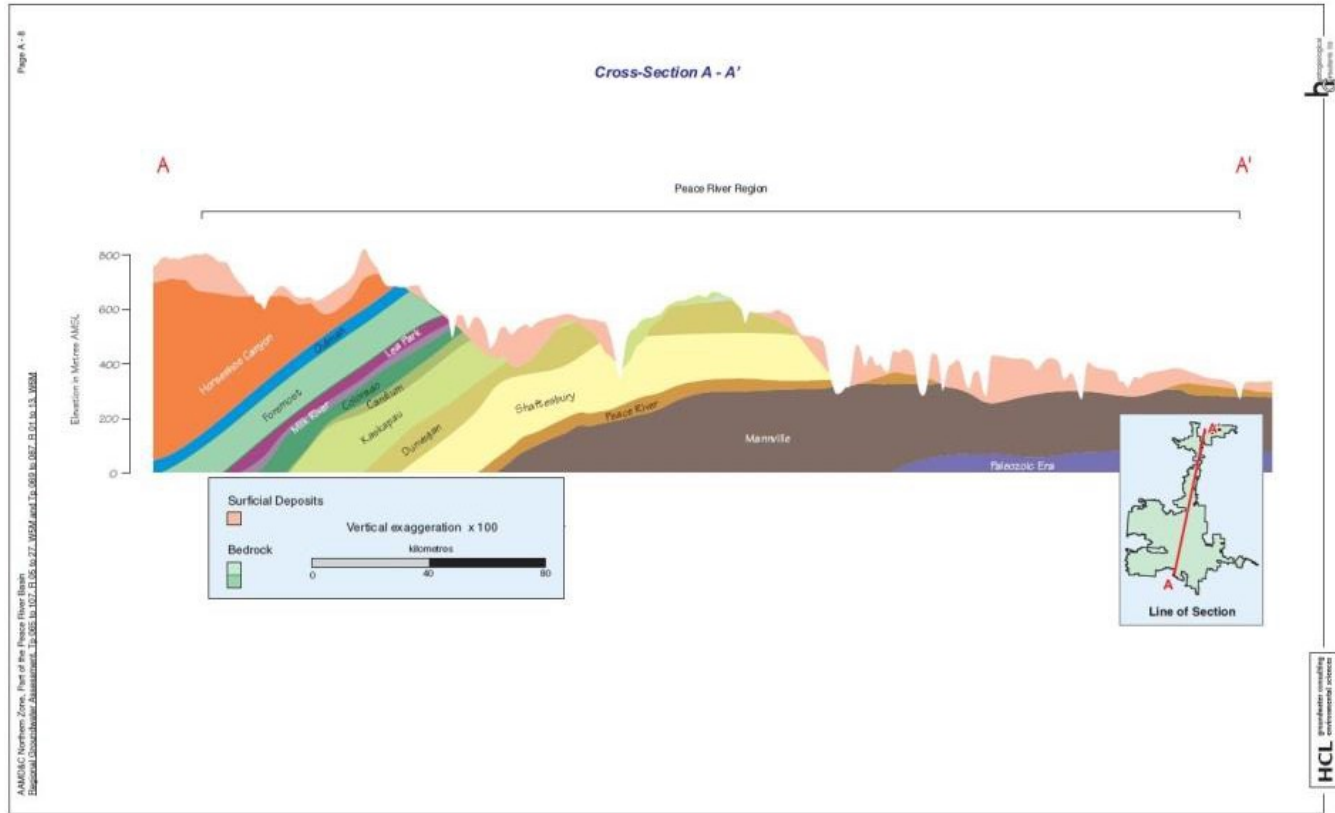 Page A - 8
Cross-Section A - A'
A
A'
Peace River Region
Elevation in Metres AMSL
800
600
400
200
0
Horseshoe Canyon
Oldman
Foremost
Lea Park
Milk River
Colorado
Cardium
Kaskapau
Dunvegan
Shaftesbury
Peace River
Mannville
Paleozoic Era
Surficial Deposits
Vertical exaggeration x 100
Bedrock
kilometres
0
40
80
A'
A
Line of Section
AAMD&C Northern Zone, Part of the Peace River Basin
Regional Groundwater Assessment, Tp 065 to 107, R 05 to 27, W5M and Tp 069 to 087, R 01 to 13, W6M
HCL
groundwater consulting
environmental sciences